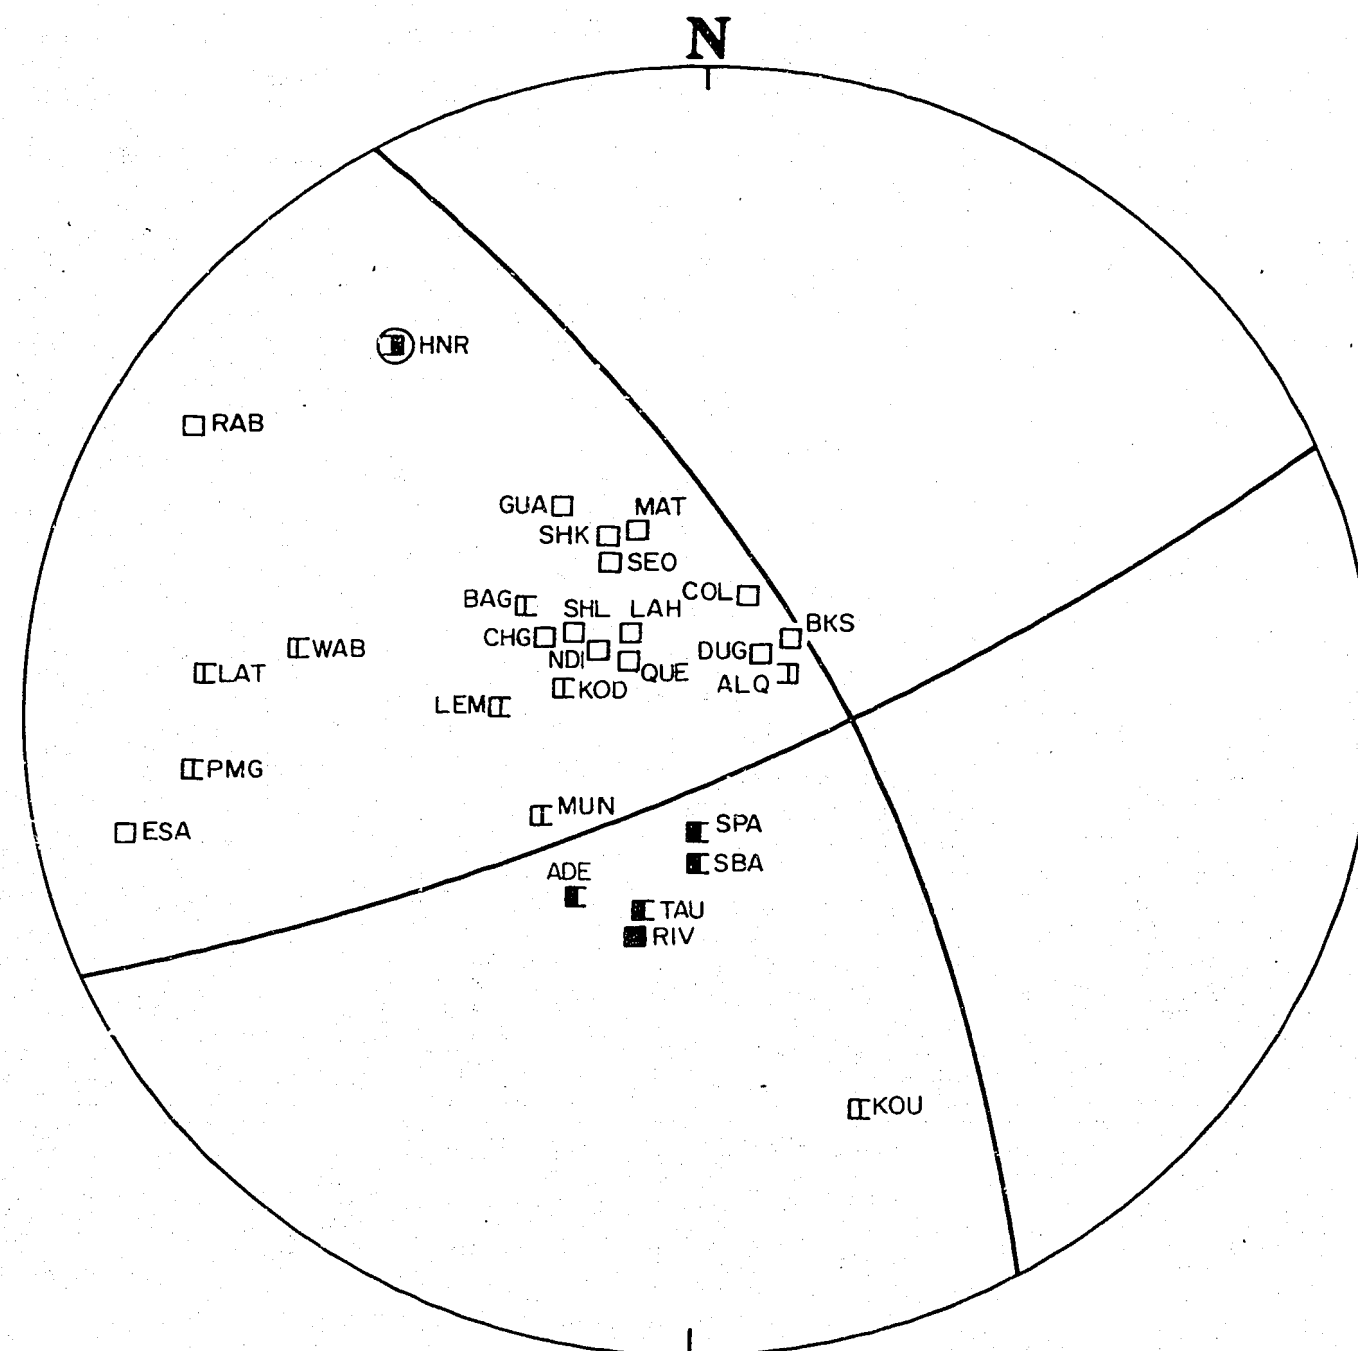 N
HNR
RAB
GUA
MAT
SHK
SEO
COL
BAG
SHL
LAH
BKS
CHG
NDI
QUE
DUG
WAB
LAT
KOD
ALQ
LEM
PMG
MUN
ESA
SPA
SBA
ADE
TAU
RIV
KOU